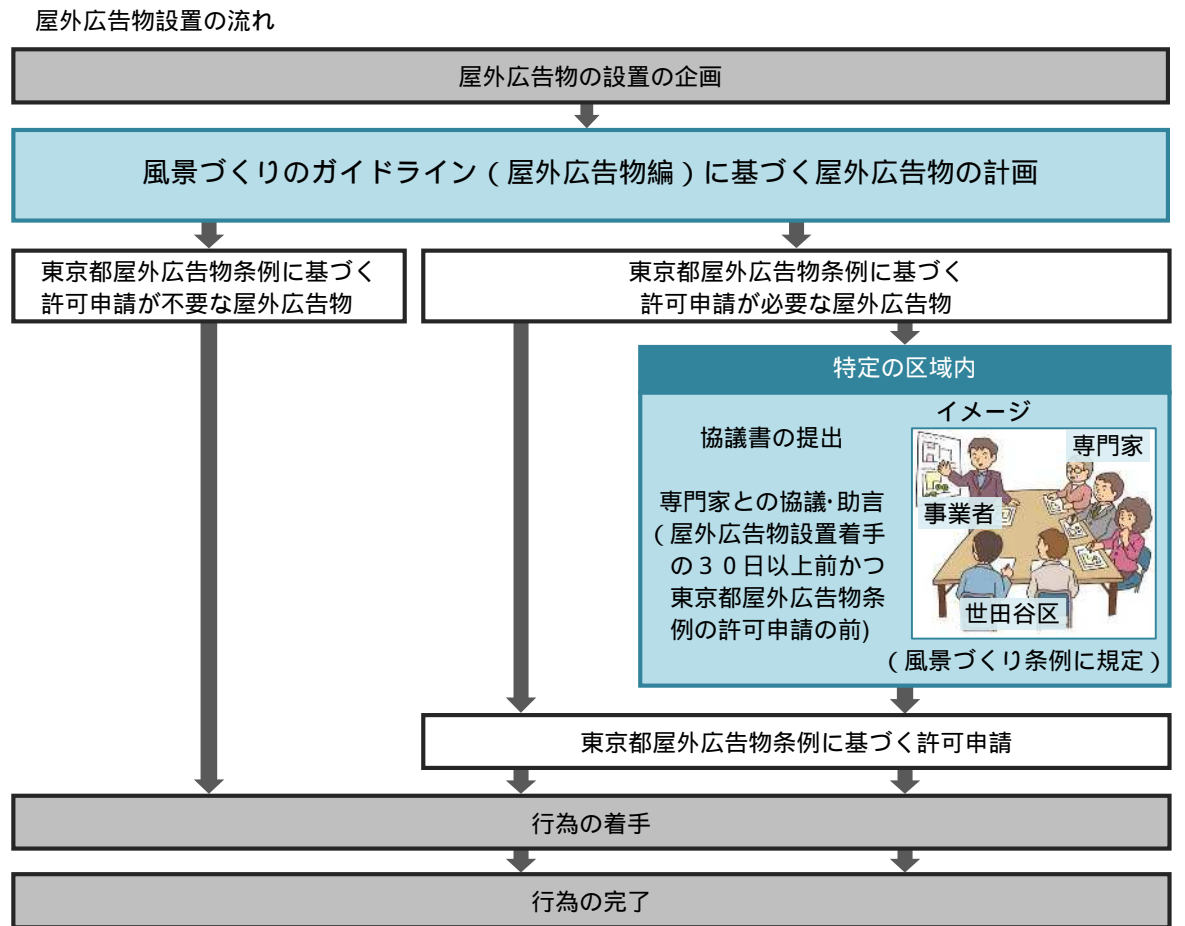 屋外広告物設置の流れ
屋外広告物の設置の企画
風景づくりのガイドライン(屋外広告物編)に基づく屋外広告物の計画
東京都屋外広告物条例に基づく
許可申請が不要な屋外広告物
東京都屋外広告物条例に基づく
許可申請が必要な屋外広告物
特定の区域内
協議書の提出
専門家との協議・助言
(屋外広告物設置着手
の30日以上前かつ
東京都屋外広告物条
例の許可申請の前)
イメージ
専門家
事業者
世田谷区
(風景づくり条例に規定)
東京都屋外広告物条例に基づく許可申請
行為の着手
行為の完了